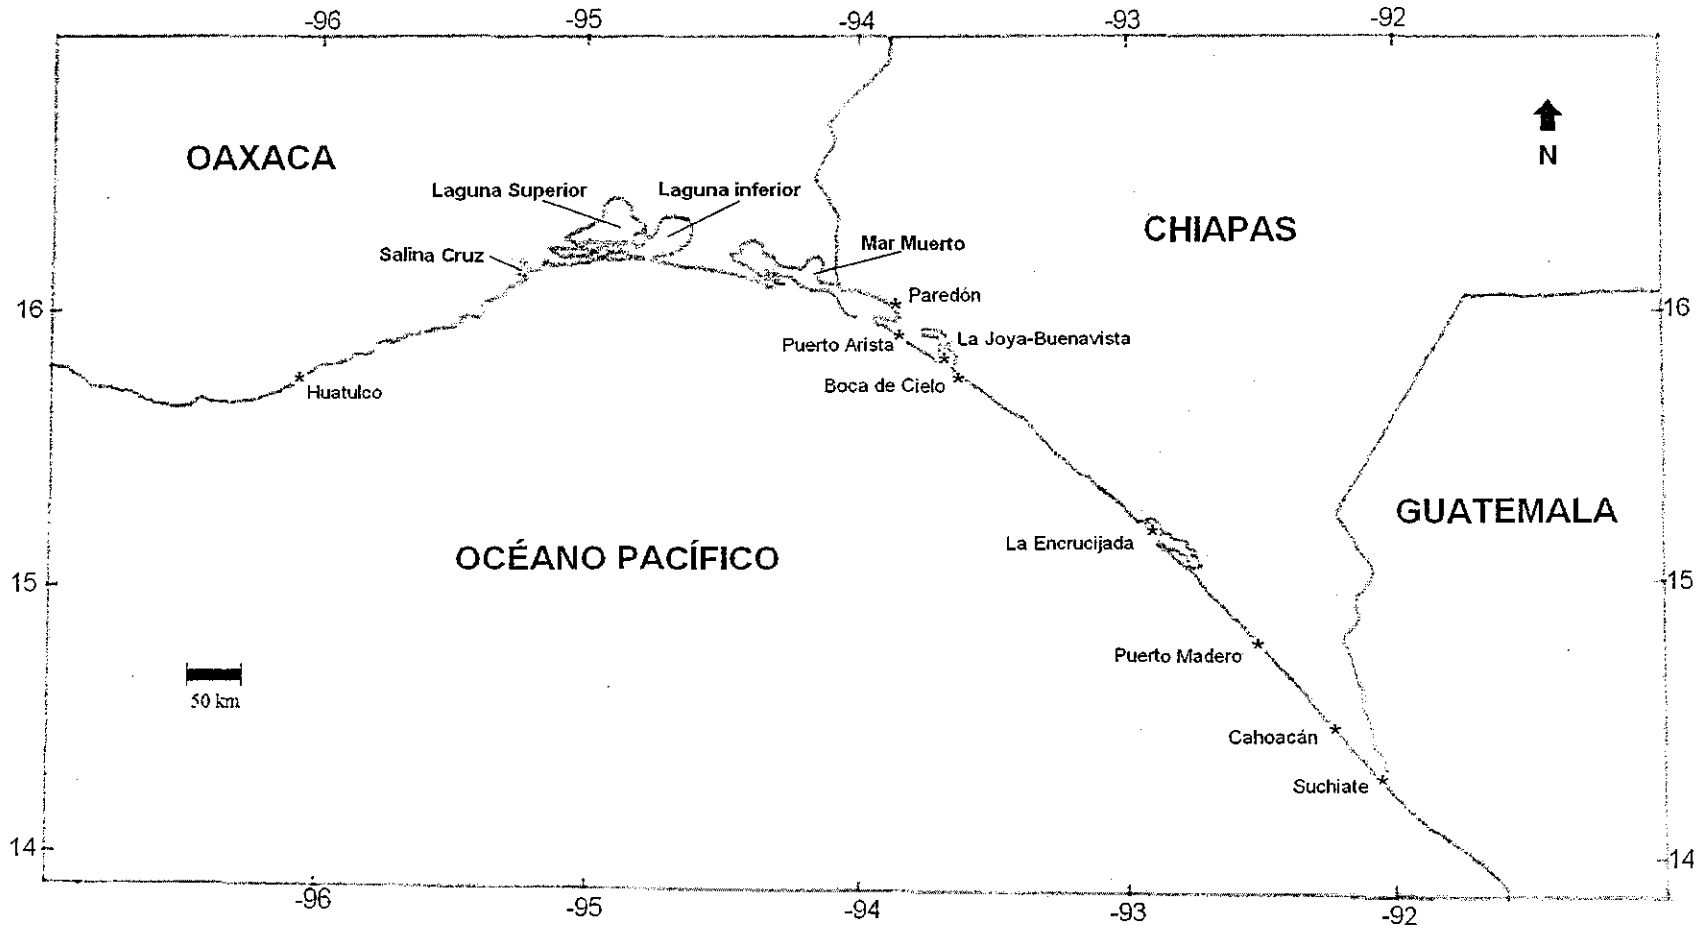 -96 -95 -94 -93 -92
OAXACA
N
Laguna Superior
Laguna inferior
CHIAPAS
Mar Muerto
Salina Cruz
Paredón
16
16
La Joya-Buenavista
Puerto Arista
Boca de Cielo
Huatulco
GUATEMALA
La Encrucijada
OCÉANO PACÍFICO
15
15
Puerto Madero
50 km
Cahoacán
Suchiate
14
14
-96 -95 -94 -93 -92